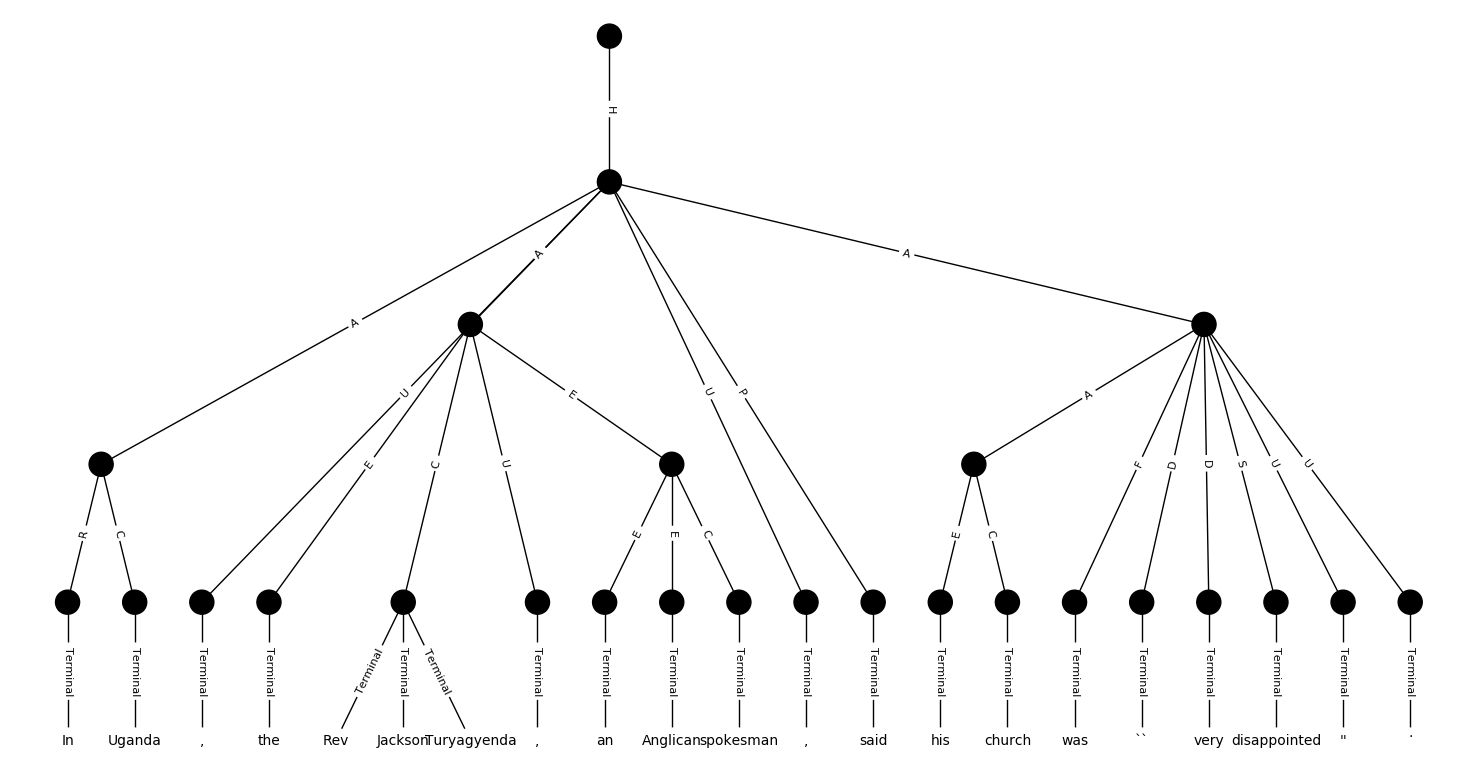 H
A A
A
U E U P A
E C U F D D S U U
R C E E C E C
Terminal Terminal Terminal Terminal Terminal Terminal Terminal Terminal Terminal Terminal Terminal Terminal Terminal Terminal Terminal Terminal Terminal Terminal Terminal Terminal Terminal
In Uganda , the Rev Jackson Turyagyenda , an Anglican spokesman , said his church was `` very disappointed " .